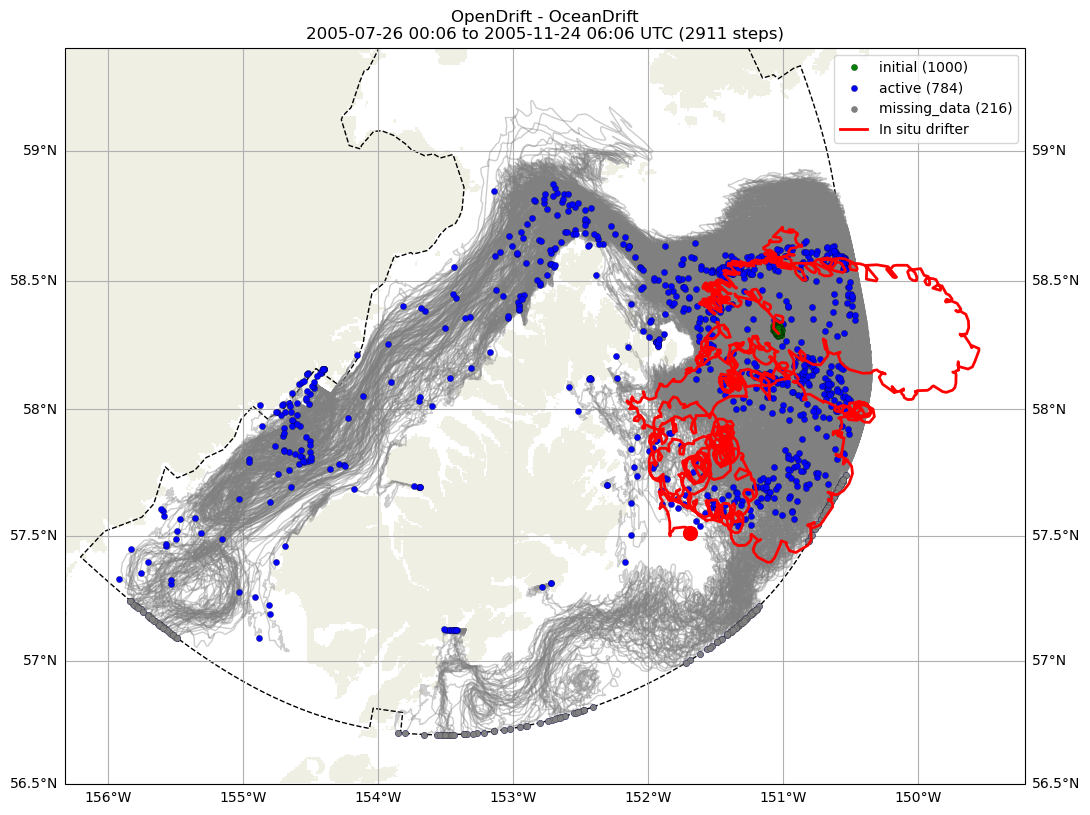 OpenDrift - OceanDrift
2005-07-26 00:06 to 2005-11-24 06:06 UTC (2911 steps)
initial (1000)
active (784)
missing_data (216)
In situ drifter
59°N
59°N
58.5°N
58.5°N
58°N
58°N
57.5°N
57.5°N
57°N
57°N
56.5°N
56.5°N
156°W
155°W
154°W
153°W
152°W
151°W
150°W